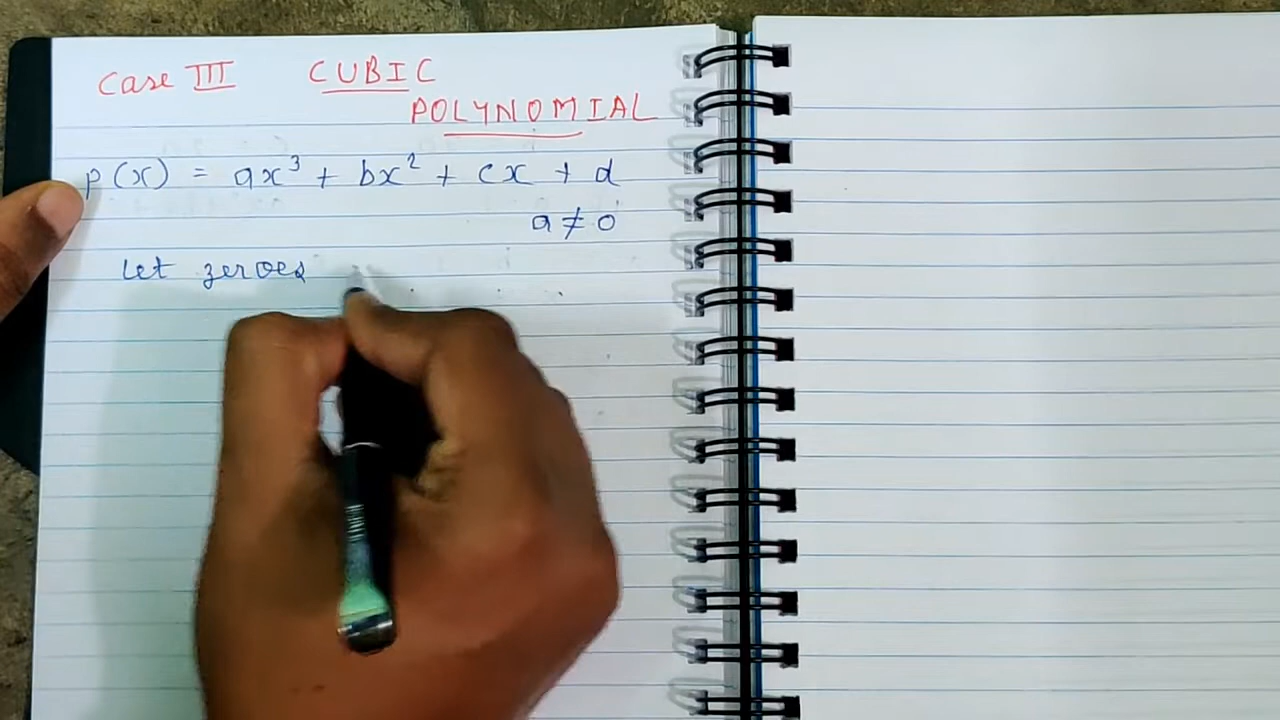 Case III CUBIC
POLYNOMIAL
p(x) = ax³ + bx² + cx + d
a ≠ 0
Let zeroes